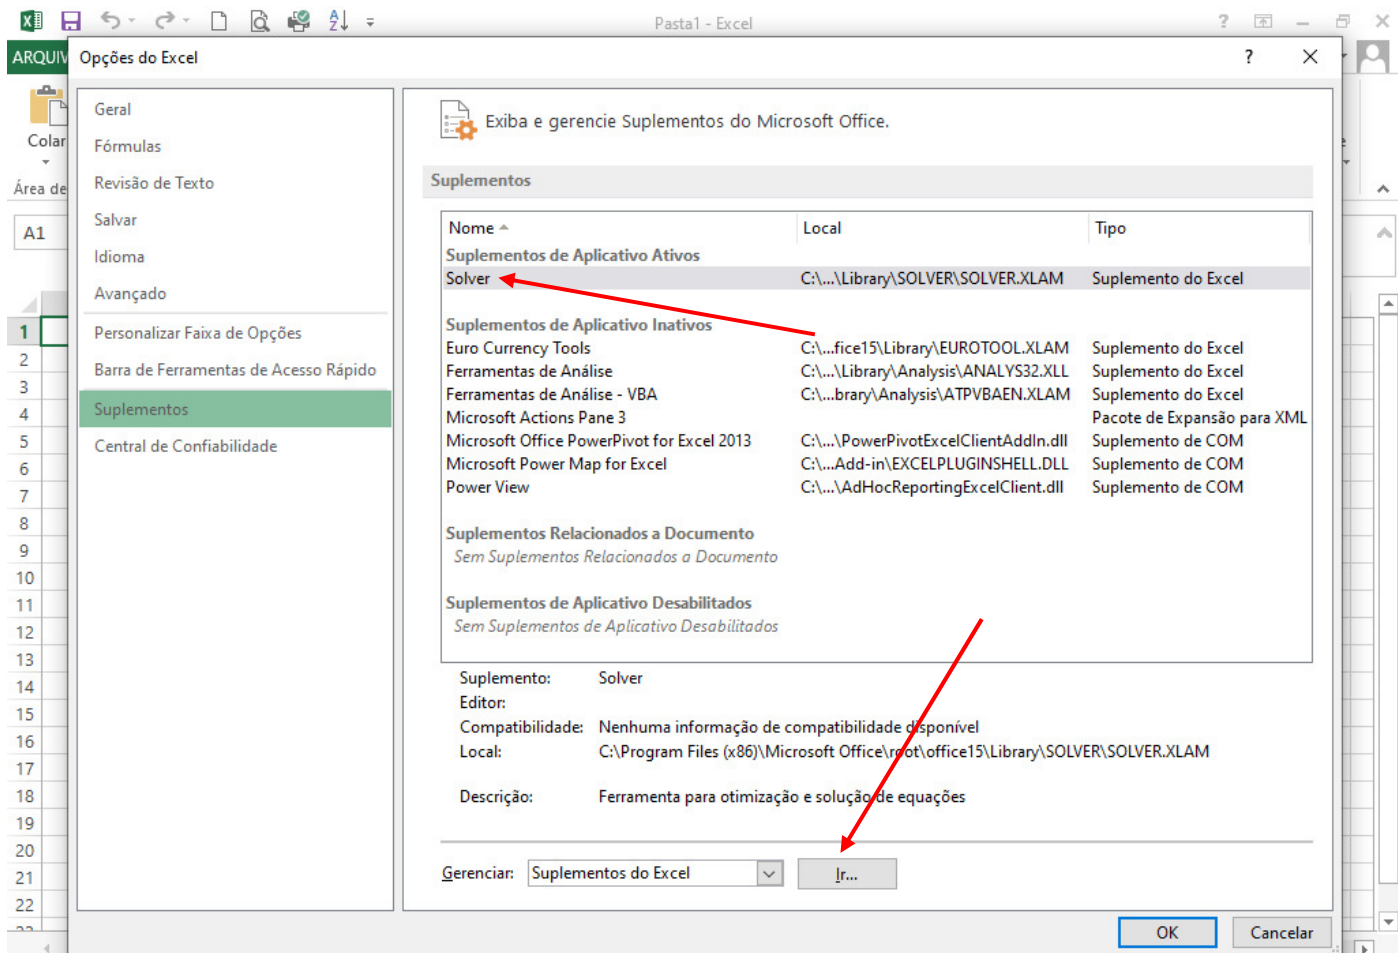 Pasta1 - Excel
?
ARQUIV
Opções do Excel
?
Colar
Área de
A1
Geral
Fórmulas
Revisão de Texto
Salvar
Idioma
Avançado
Personalizar Faixa de Opções
Barra de Ferramentas de Acesso Rápido
Suplementos
Central de Confiabilidade
Exiba e gerencie Suplementos do Microsoft Office.
Suplementos
Nome Local Tipo
Suplementos de Aplicativo Ativos
Solver C:\...\Library\SOLVER\SOLVER.XLAM Suplemento do Excel
Suplementos de Aplicativo Inativos
Euro Currency Tools C:\...fice15\Library\EUROTOOL.XLAM Suplemento do Excel
Ferramentas de Análise C:\...\Library\Analysis\ANALYS32.XLL Suplemento do Excel
Ferramentas de Análise - VBA C:\...brary\Analysis\ATPVBAEN.XLAM Suplemento do Excel
Microsoft Actions Pane 3 Pacote de Expansão para XML
Microsoft Office PowerPivot for Excel 2013 C:\...\PowerPivotExcelClientAddIn.dll Suplemento de COM
Microsoft Power Map for Excel C:\...Add-in\EXCELPLUGINSHELL.DLL Suplemento de COM
Power View C:\...\AdHocReportingExcelClient.dll Suplemento de COM
Suplementos Relacionados a Documento
Sem Suplementos Relacionados a Documento
Suplementos de Aplicativo Desabilitados
Sem Suplementos de Aplicativo Desabilitados
Suplemento: Solver
Editor:
Compatibilidade: Nenhuma informação de compatibilidade disponível
Local: C:\Program Files (x86)\Microsoft Office\root\office15\Library\SOLVER\SOLVER.XLAM
Descrição: Ferramenta para otimização e solução de equações
Gerenciar: Suplementos do Excel Ir...
OK Cancelar
1
2
3
4
5
6
7
8
9
10
11
12
13
14
15
16
17
18
19
20
21
22